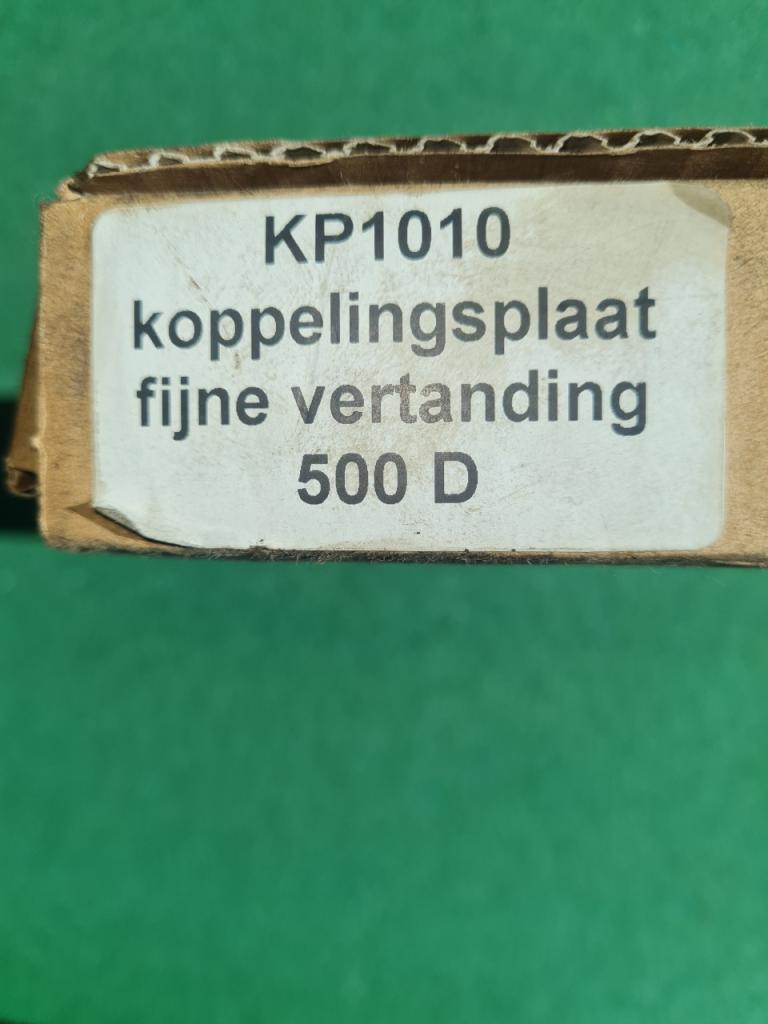 KP1010
koppelingsplaat
fijne vertanding
500 D